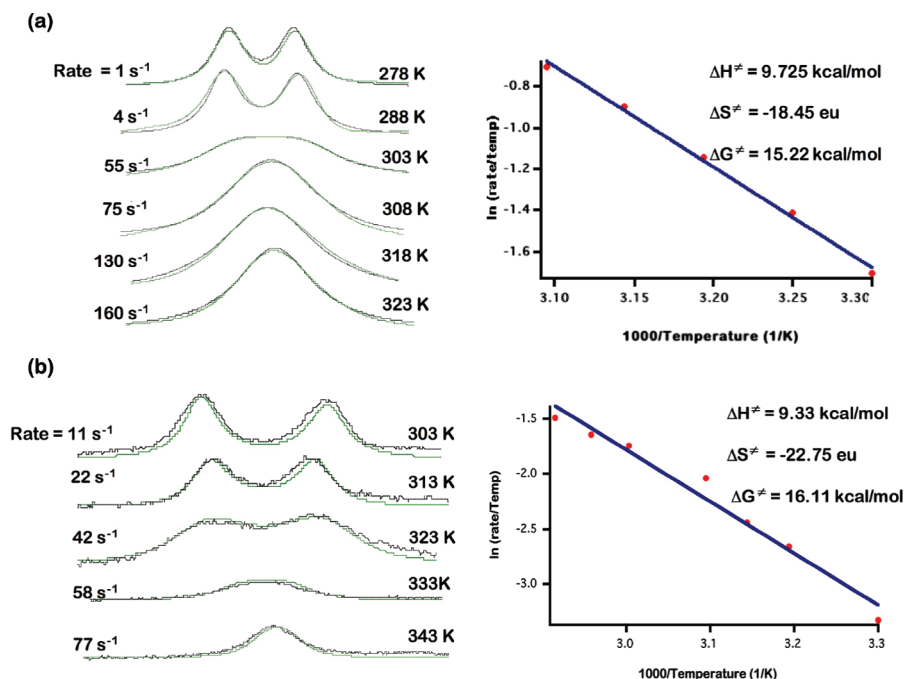 (a)
Rate = 1 s⁻¹
278 K
4 s⁻¹
288 K
55 s⁻¹
303 K
75 s⁻¹
308 K
130 s⁻¹
318 K
160 s⁻¹
323 K
ln (rate/temp)
-0.8
-1.0
-1.2
-1.4
-1.6
ΔH≠ = 9.725 kcal/mol
ΔS≠ = -18.45 eu
ΔG≠ = 15.22 kcal/mol
3.10 3.15 3.20 3.25 3.30
1000/Temperature (1/K)
(b)
Rate = 11 s⁻¹
303 K
22 s⁻¹
313 K
42 s⁻¹
323 K
58 s⁻¹
333K
77 s⁻¹
343 K
ln (rate/Temp)
-1.5
-2.0
-2.5
-3.0
ΔH≠ = 9.33 kcal/mol
ΔS≠ = -22.75 eu
ΔG≠ = 16.11 kcal/mol
3.0 3.1 3.2 3.3
1000/Temperature (1/K)